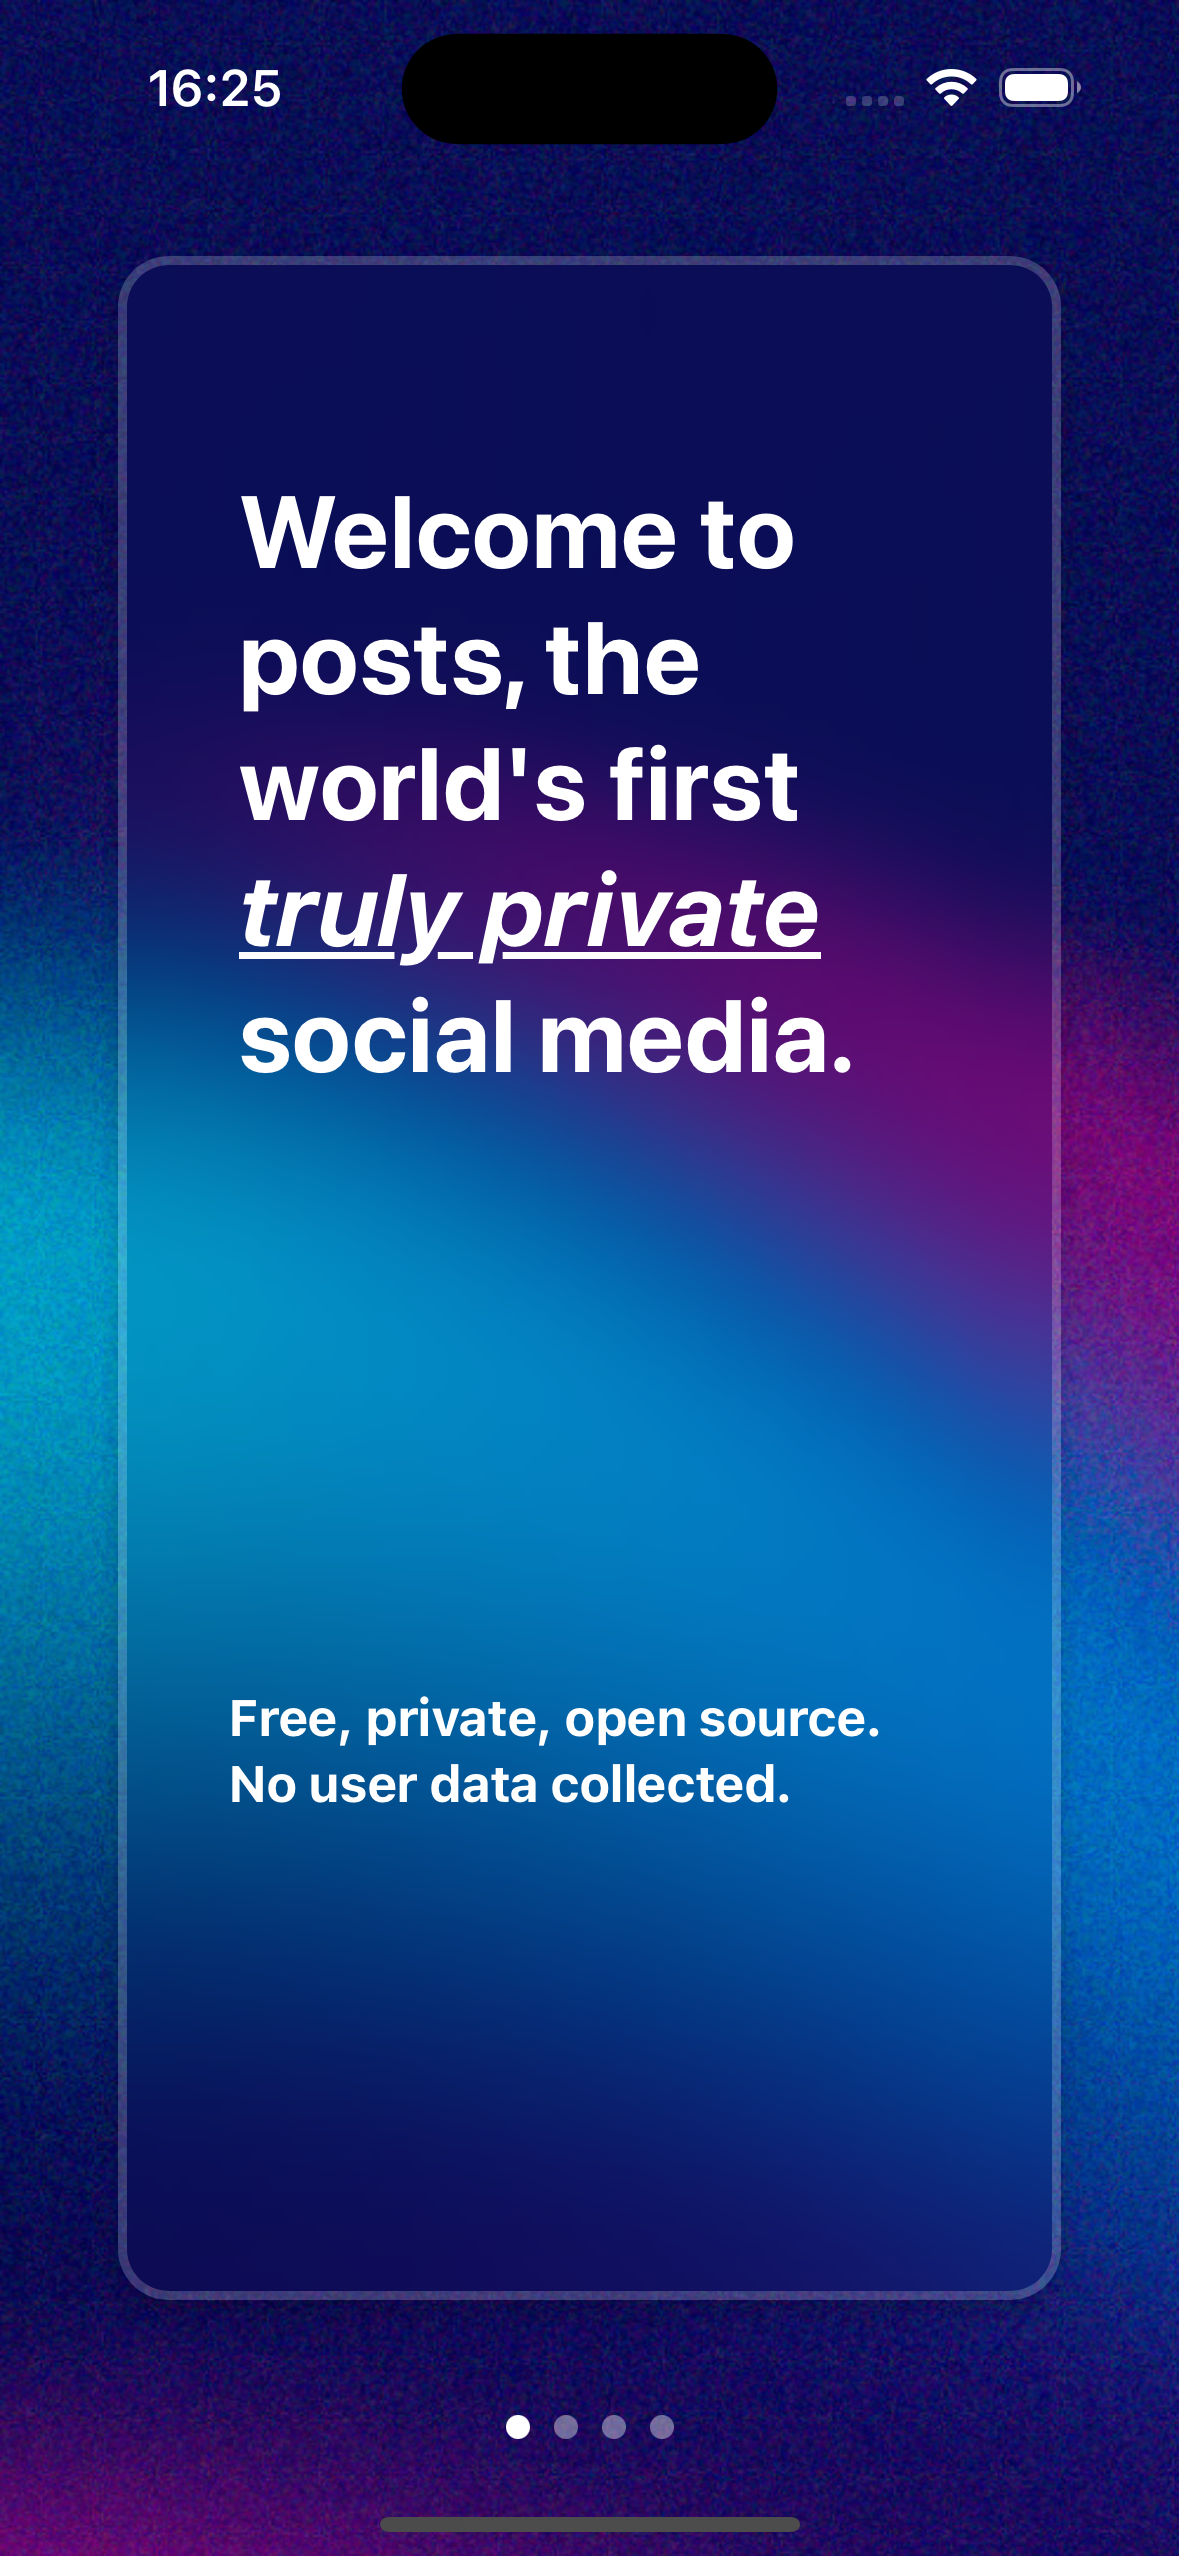 16:25
Welcome to
posts, the
world's first
truly private
social media.
Free, private, open source.
No user data collected.